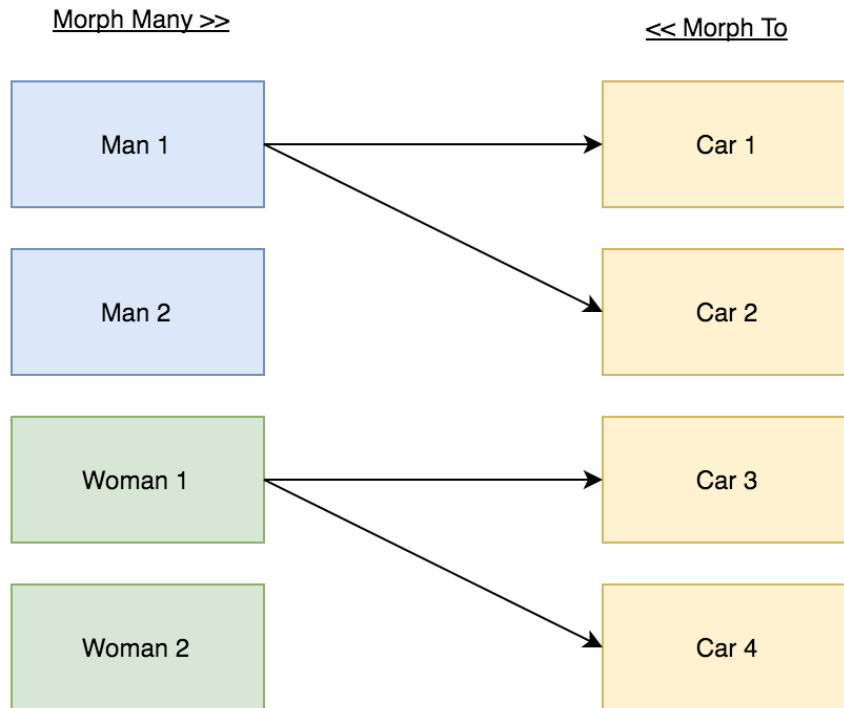 Morph Many >>
<< Morph To
Man 1
Car 1
Man 2
Car 2
Woman 1
Car 3
Woman 2
Car 4